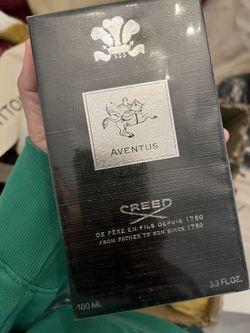 AVENTUS
CREED
DE PÈRE EN FILS DEPUIS 1760
FROM FATHER TO SON SINCE 1760
100 ML
3.3 FL.OZ.